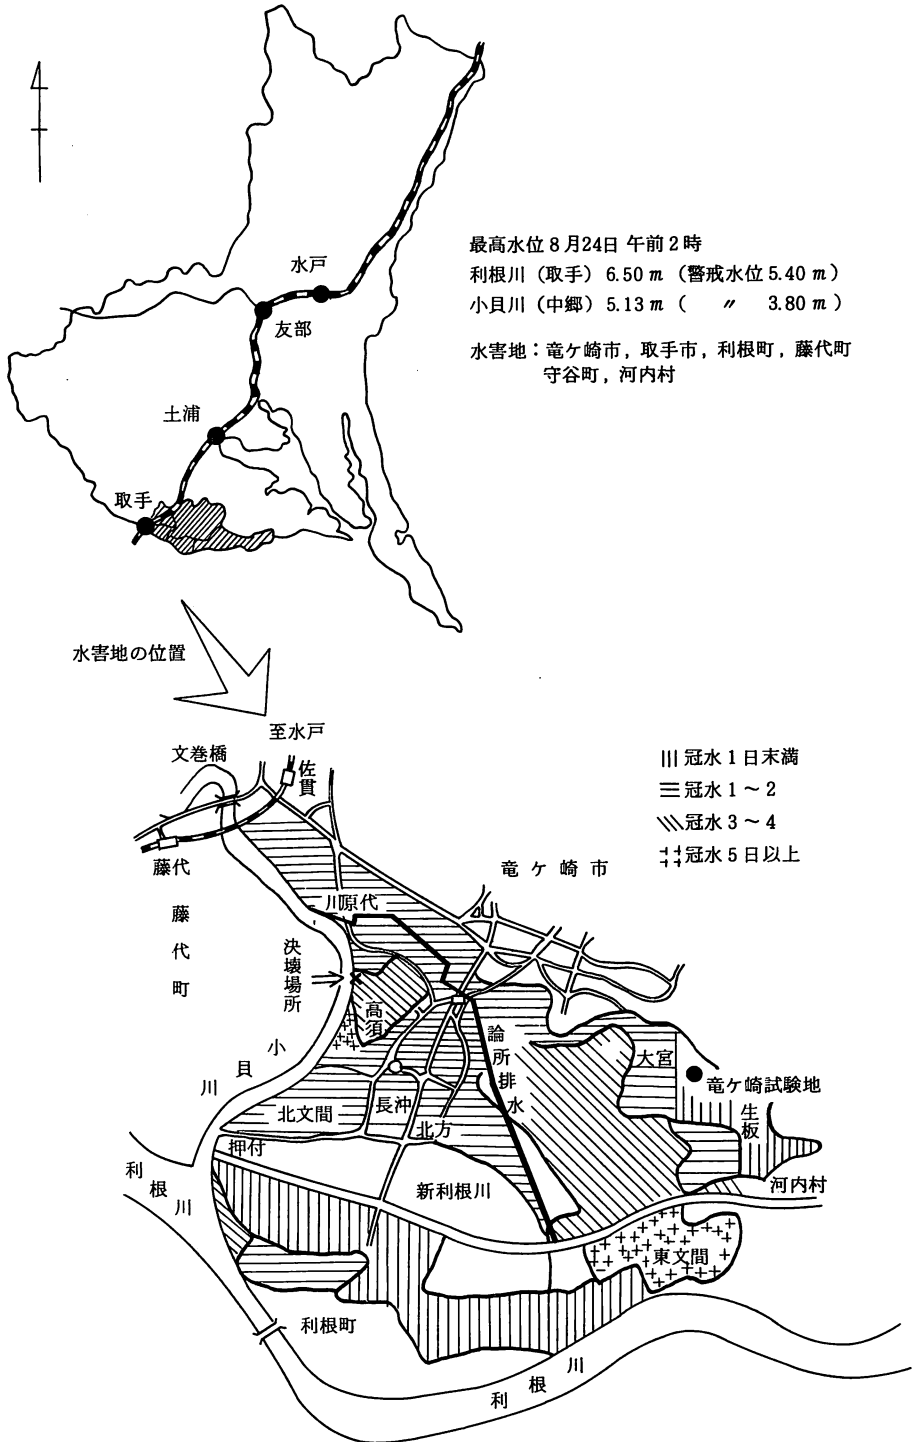 水戸
友部
土浦
取手
最高水位8月24日 午前2時
利根川(取手)6.50 m (警戒水位 5.40 m)
小貝川(中郷)5.13 m ( 〃 3.80 m)
水害地:竜ケ崎市,取手市,利根町,藤代町
守谷町,河内村
水害地の位置
至水戸
文巻橋
佐貫
藤代
藤代町
冠水1日末満
冠水1~2
冠水3~4
冠水5日以上
竜ケ崎市
川原代
決壊場所
高須
小貝川
論所排水
大宮
竜ケ崎試験地
生板
北文間
長沖
北方
押付
利根川
新利根川
河内村
東文間
利根町
利根川